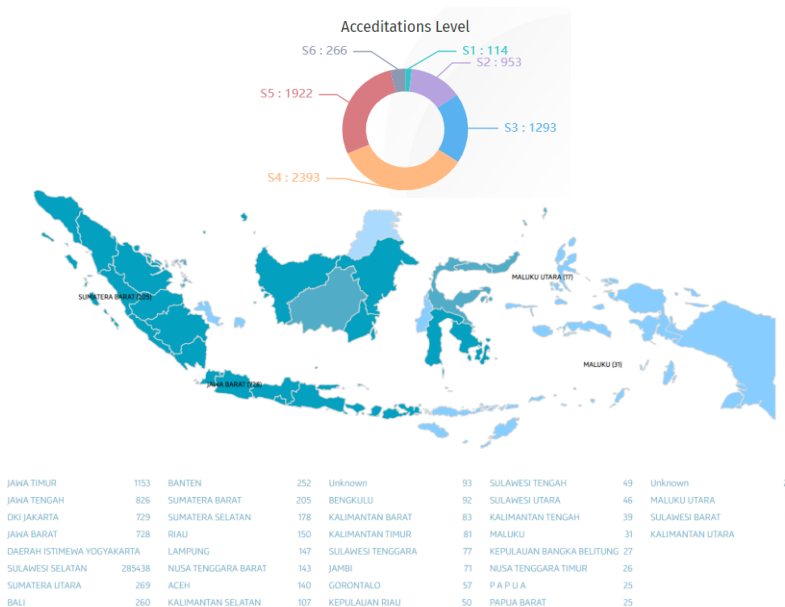 Acceditations Level
S6 : 266
S1 : 114
S2 : 953
S5 : 1922
S3 : 1293
S4 : 2393
MALUKU UTARA (17)
SUMATERA BARAT (205)
MALUKU (31)
JAWA BARAT (728)
JAWA TIMUR 1153 BANTEN 252 Unknown 93 SULAWESI TENGAH 49 Unknown
JAWA TENGAH 826 SUMATERA BARAT 205 BENGKULU 92 SULAWESI UTARA 46 MALUKU UTARA
DKI JAKARTA 729 SUMATERA SELATAN 178 KALIMANTAN BARAT 83 KALIMANTAN TENGAH 39 SULAWESI BARAT
JAWA BARAT 728 RIAU 150 KALIMANTAN TIMUR 81 MALUKU 31 KALIMANTAN UTARA
DAERAH ISTIMEWA YOGYAKARTA LAMPUNG 147 SULAWESI TENGGARA 77 KEPULAUAN BANGKA BELITUNG 27
SULAWESI SELATAN 285438 NUSA TENGGARA BARAT 143 JAMBI 71 NUSA TENGGARA TIMUR 26
SUMATERA UTARA 269 ACEH 140 GORONTALO 57 P A P U A 25
BALI 260 KALIMANTAN SELATAN 107 KEPULAUAN RIAU 50 PAPUA BARAT 25